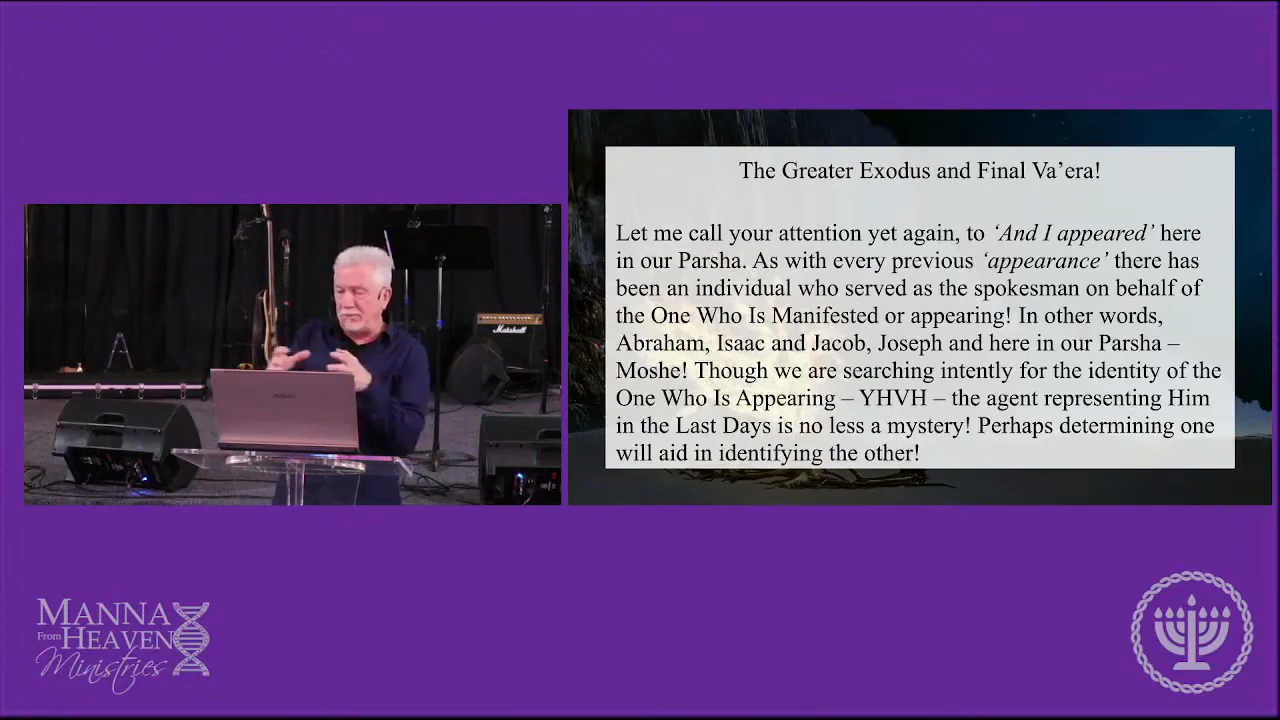 The Greater Exodus and Final Va’era!
Let me call your attention yet again, to ‘And I appeared’ here
in our Parsha. As with every previous ‘appearance’ there has
been an individual who served as the spokesman on behalf of
the One Who Is Manifested or appearing! In other words,
Abraham, Isaac and Jacob, Joseph and here in our Parsha –
Moshe! Though we are searching intently for the identity of the
One Who Is Appearing – YHVH – the agent representing Him
in the Last Days is no less a mystery! Perhaps determining one
will aid in identifying the other!
Marshall
MANNA
From HEAVEN
Ministries